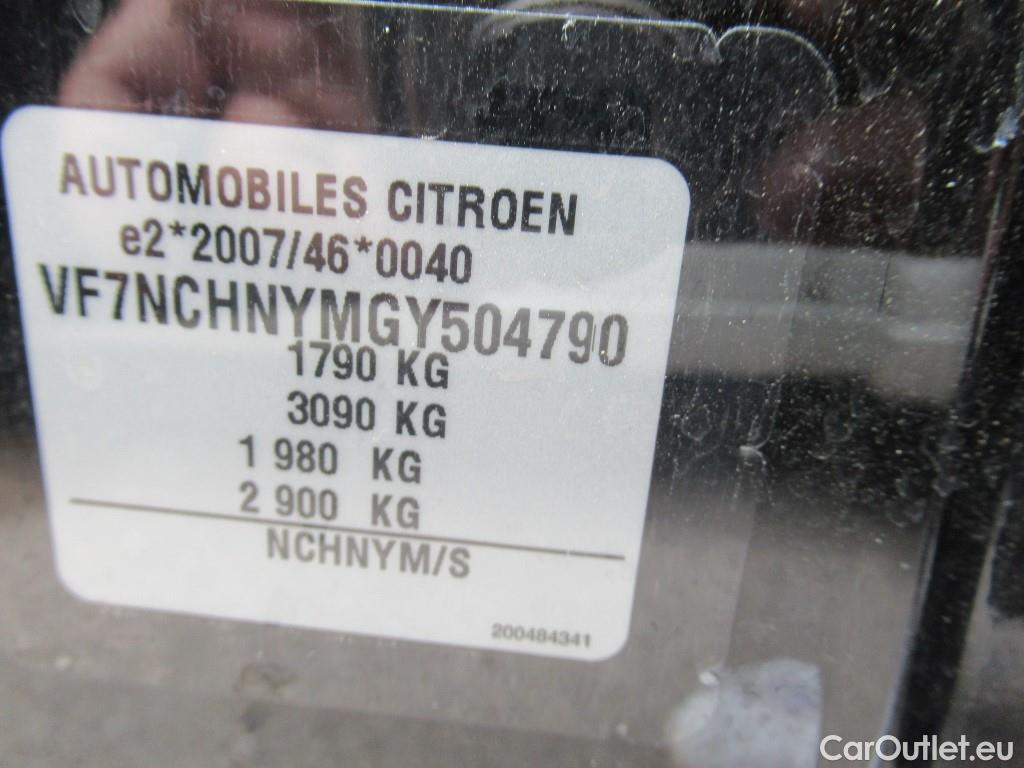 AUTOMOBILES CITROEN
e2*2007/46*0040
VF7NCHNYMGY504790
1790 KG
3090 KG
1 980 KG
2 900 KG
NCHNYM/S
200484341
CarOutlet.eu